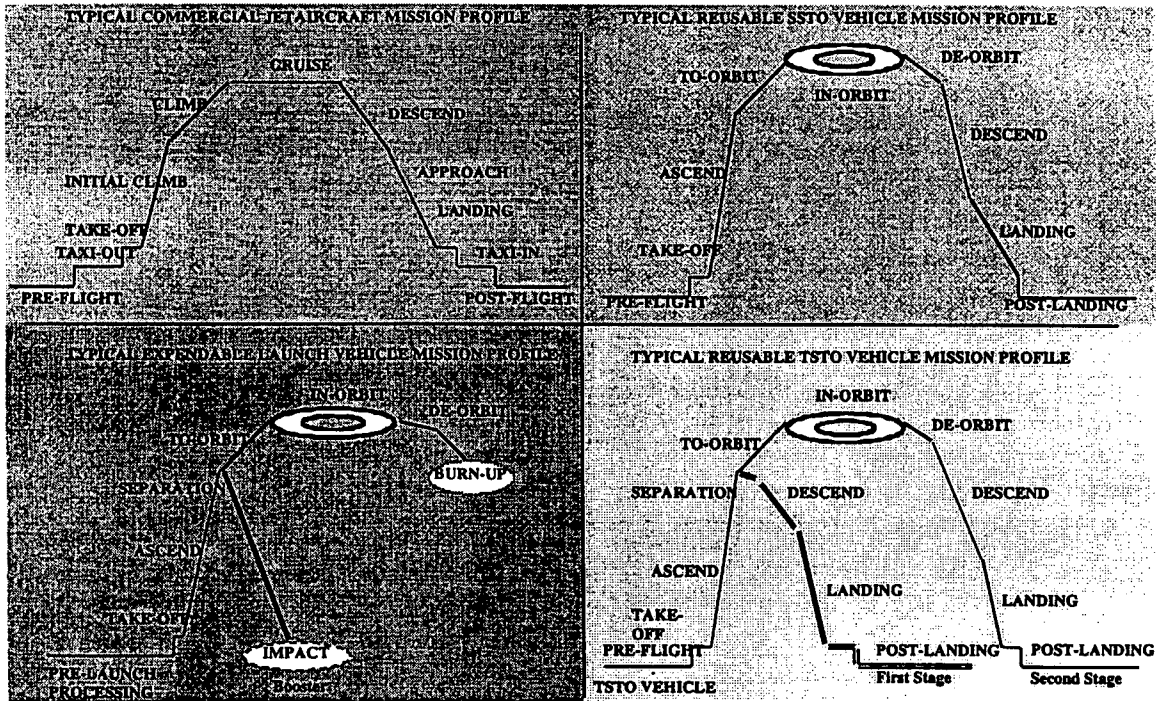 TYPICAL COMMERCIAL JET AIRCRAFT MISSION PROFILE
CRUISE
CLIMB
DESCEND
INITIAL CLIMB
APPROACH
LANDING
TAKE-OFF
TAXI-OUT
TAXI-IN
PRE-FLIGHT
POST-FLIGHT
TYPICAL REUSABLE SSTO VEHICLE MISSION PROFILE
DE-ORBIT
TO-ORBIT
IN-ORBIT
DESCEND
ASCEND
LANDING
TAKE-OFF
PRE-FLIGHT
POST-LANDING
TYPICAL EXPENDABLE LAUNCH VEHICLE MISSION PROFILE
IN-ORBIT
DE-ORBIT
TO-ORBIT
BURN-UP
SEPARATION
ASCEND
TAKE-OFF
IMPACT
PRE-LAUNCH
PROCESSING
Booster
TYPICAL REUSABLE TSTO VEHICLE MISSION PROFILE
IN-ORBIT
DE-ORBIT
TO-ORBIT
SEPARATION
DESCEND
DESCEND
ASCEND
LANDING
LANDING
TAKE-
OFF
PRE-FLIGHT
POST-LANDING
POST-LANDING
First Stage
Second Stage
TSTO VEHICLE